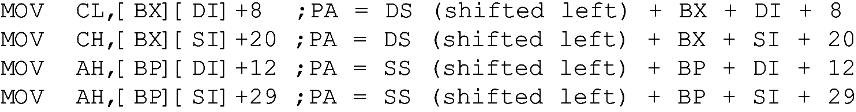 MOV CL,[BX][DI]+8 ;PA = DS (shifted left) + BX + DI + 8
MOV CH,[BX][SI]+20 ;PA = DS (shifted left) + BX + SI + 20
MOV AH,[BP][DI]+12 ;PA = SS (shifted left) + BP + DI + 12
MOV AH,[BP][SI]+29 ;PA = SS (shifted left) + BP + SI + 29